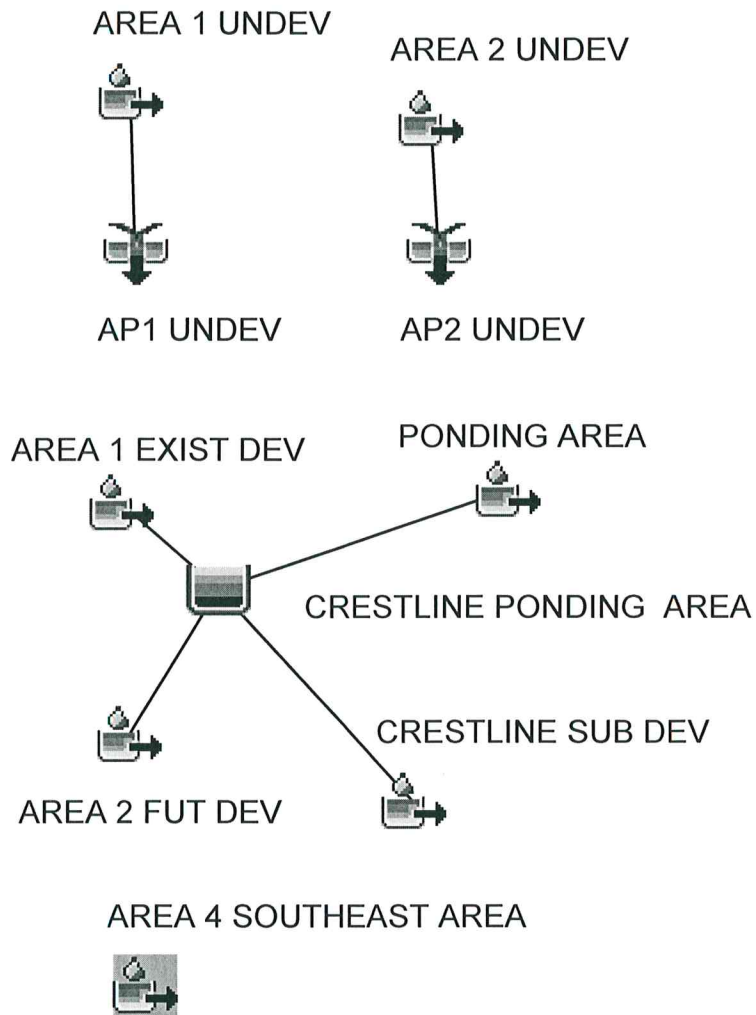 AREA 1 UNDEV
AREA 2 UNDEV
AP1 UNDEV
AP2 UNDEV
AREA 1 EXIST DEV
PONDING AREA
CRESTLINE PONDING AREA
CRESTLINE SUB DEV
AREA 2 FUT DEV
AREA 4 SOUTHEAST AREA